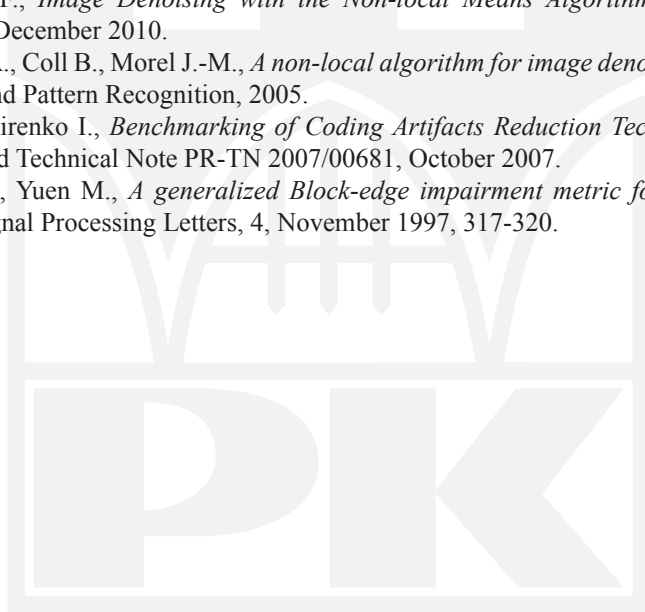 F., Image Denoising with the Non-local Means Algorithm
December 2010.
A., Coll B., Morel J.-M., A non-local algorithm for image deno
nd Pattern Recognition, 2005.
irenko I., Benchmarking of Coding Artifacts Reduction Tec
d Technical Note PR-TN 2007/00681, October 2007.
, Yuen M., A generalized Block-edge impairment metric fo
gnal Processing Letters, 4, November 1997, 317-320.
PK